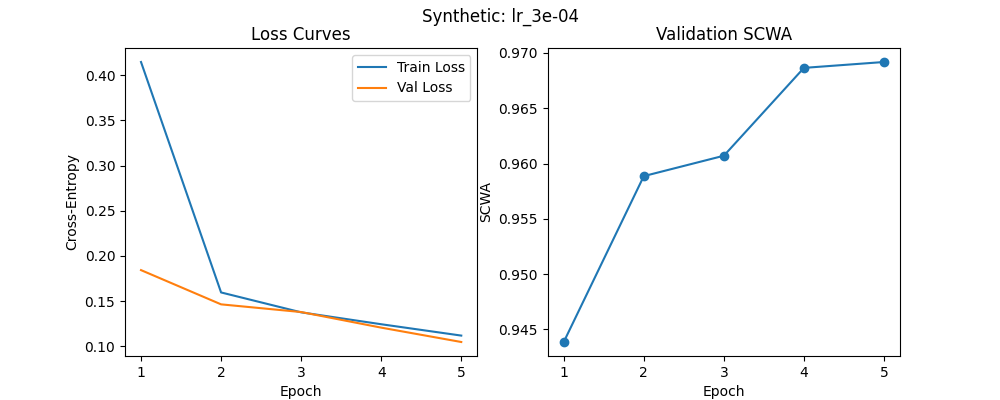 Synthetic: lr_3e-04
Loss Curves
Cross-Entropy
0.40
0.35
0.30
0.25
0.20
0.15
0.10
Train Loss
Val Loss
1 2 3 4 5
Epoch
Validation SCWA
SCWA
0.970
0.965
0.960
0.955
0.950
0.945
1 2 3 4 5
Epoch